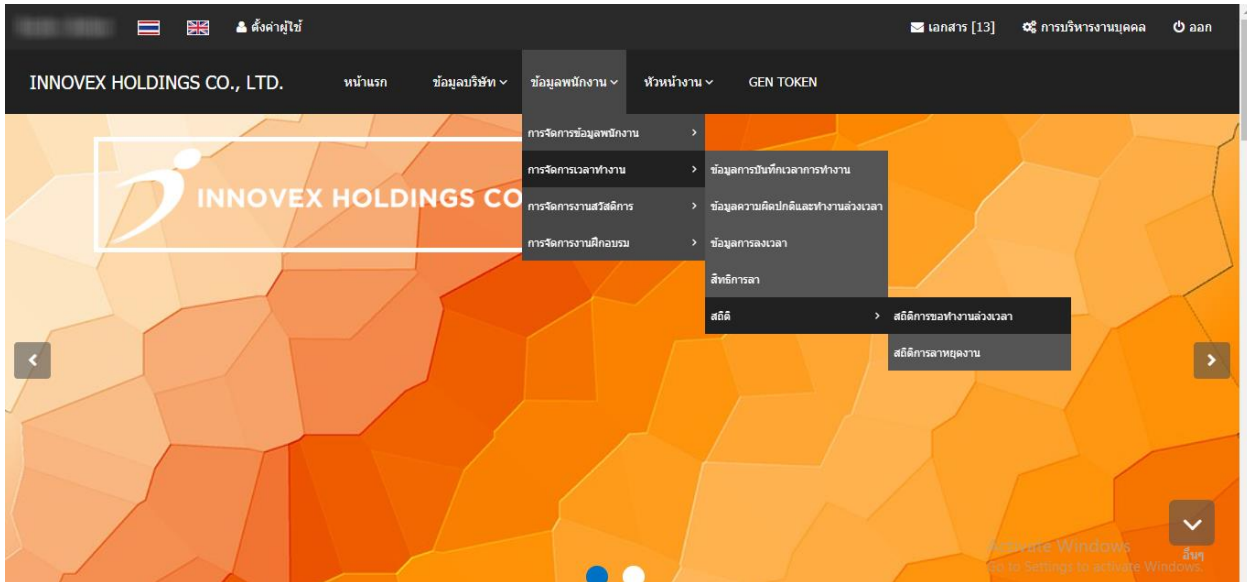 ตั้งค่าผู้ใช้ เอกสาร [13] การบริหารงานบุคคล ออก
INNOVEX HOLDINGS CO., LTD. หน้าแรก ข้อมูลบริษัท ข้อมูลพนักงาน หัวหน้างาน GEN TOKEN
การจัดการข้อมูลพนักงาน
การจัดการเวลาทำงาน ข้อมูลการบันทึกเวลาการทำงาน
INNOVEX HOLDINGS CO
การจัดการงานสวัสดิการ ข้อมูลความผิดปกติและทำงานล่วงเวลา
การจัดการงานฝึกอบรม ข้อมูลการลงเวลา
สิทธิการลา
สถิติ สถิติการขอทำงานล่วงเวลา
สถิติการลาหยุดงาน
Activate Windows
อื่นๆ
Go to Settings to activate Windows.